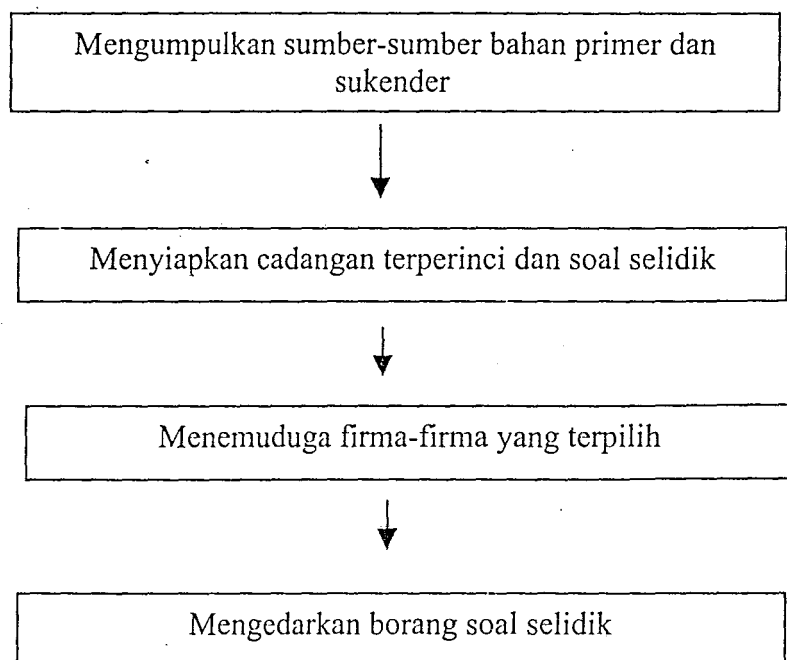 Mengumpulkan sumber-sumber bahan primer dan
sukender
Menyiapkan cadangan terperinci dan soal selidik
Menemuduga firma-firma yang terpilih
Mengedarkan borang soal selidik